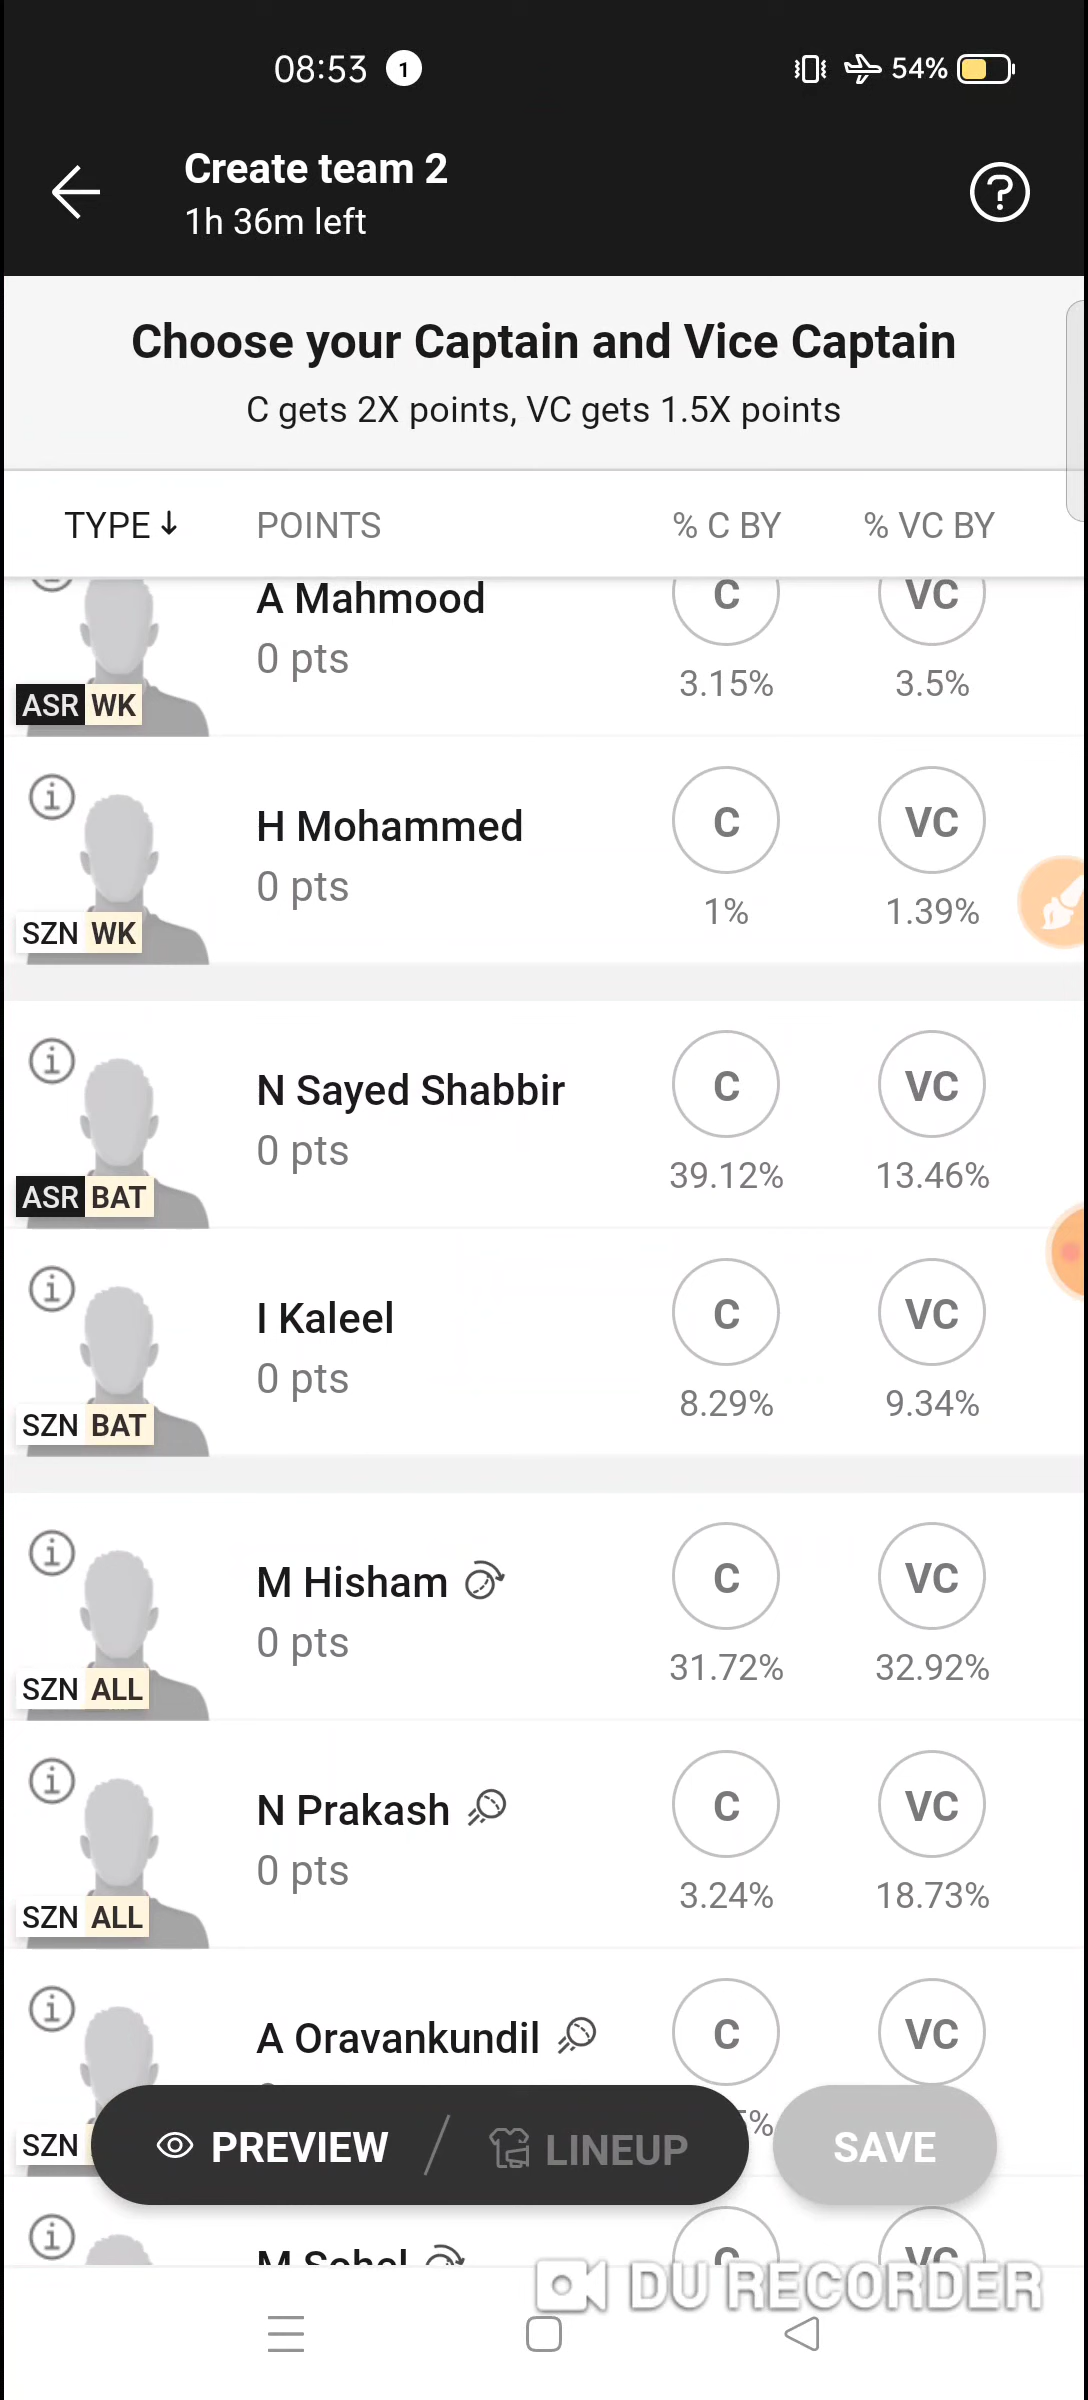 08:53 1 54%
Create team 2
1h 36m left
Choose your Captain and Vice Captain
C gets 2X points, VC gets 1.5X points
TYPE POINTS % C BY % VC BY
A Mahmood C VC
0 pts
3.15% 3.5%
ASR WK
H Mohammed C VC
0 pts
1% 1.39%
SZN WK
N Sayed Shabbir C VC
0 pts
39.12% 13.46%
ASR BAT
I Kaleel C VC
0 pts
8.29% 9.34%
SZN BAT
M Hisham C VC
0 pts
31.72% 32.92%
SZN ALL
N Prakash C VC
0 pts
3.24% 18.73%
SZN ALL
A Oravankundil C VC
SZN
PREVIEW LINEUP SAVE
M Sohel C VC
DU RECORDER